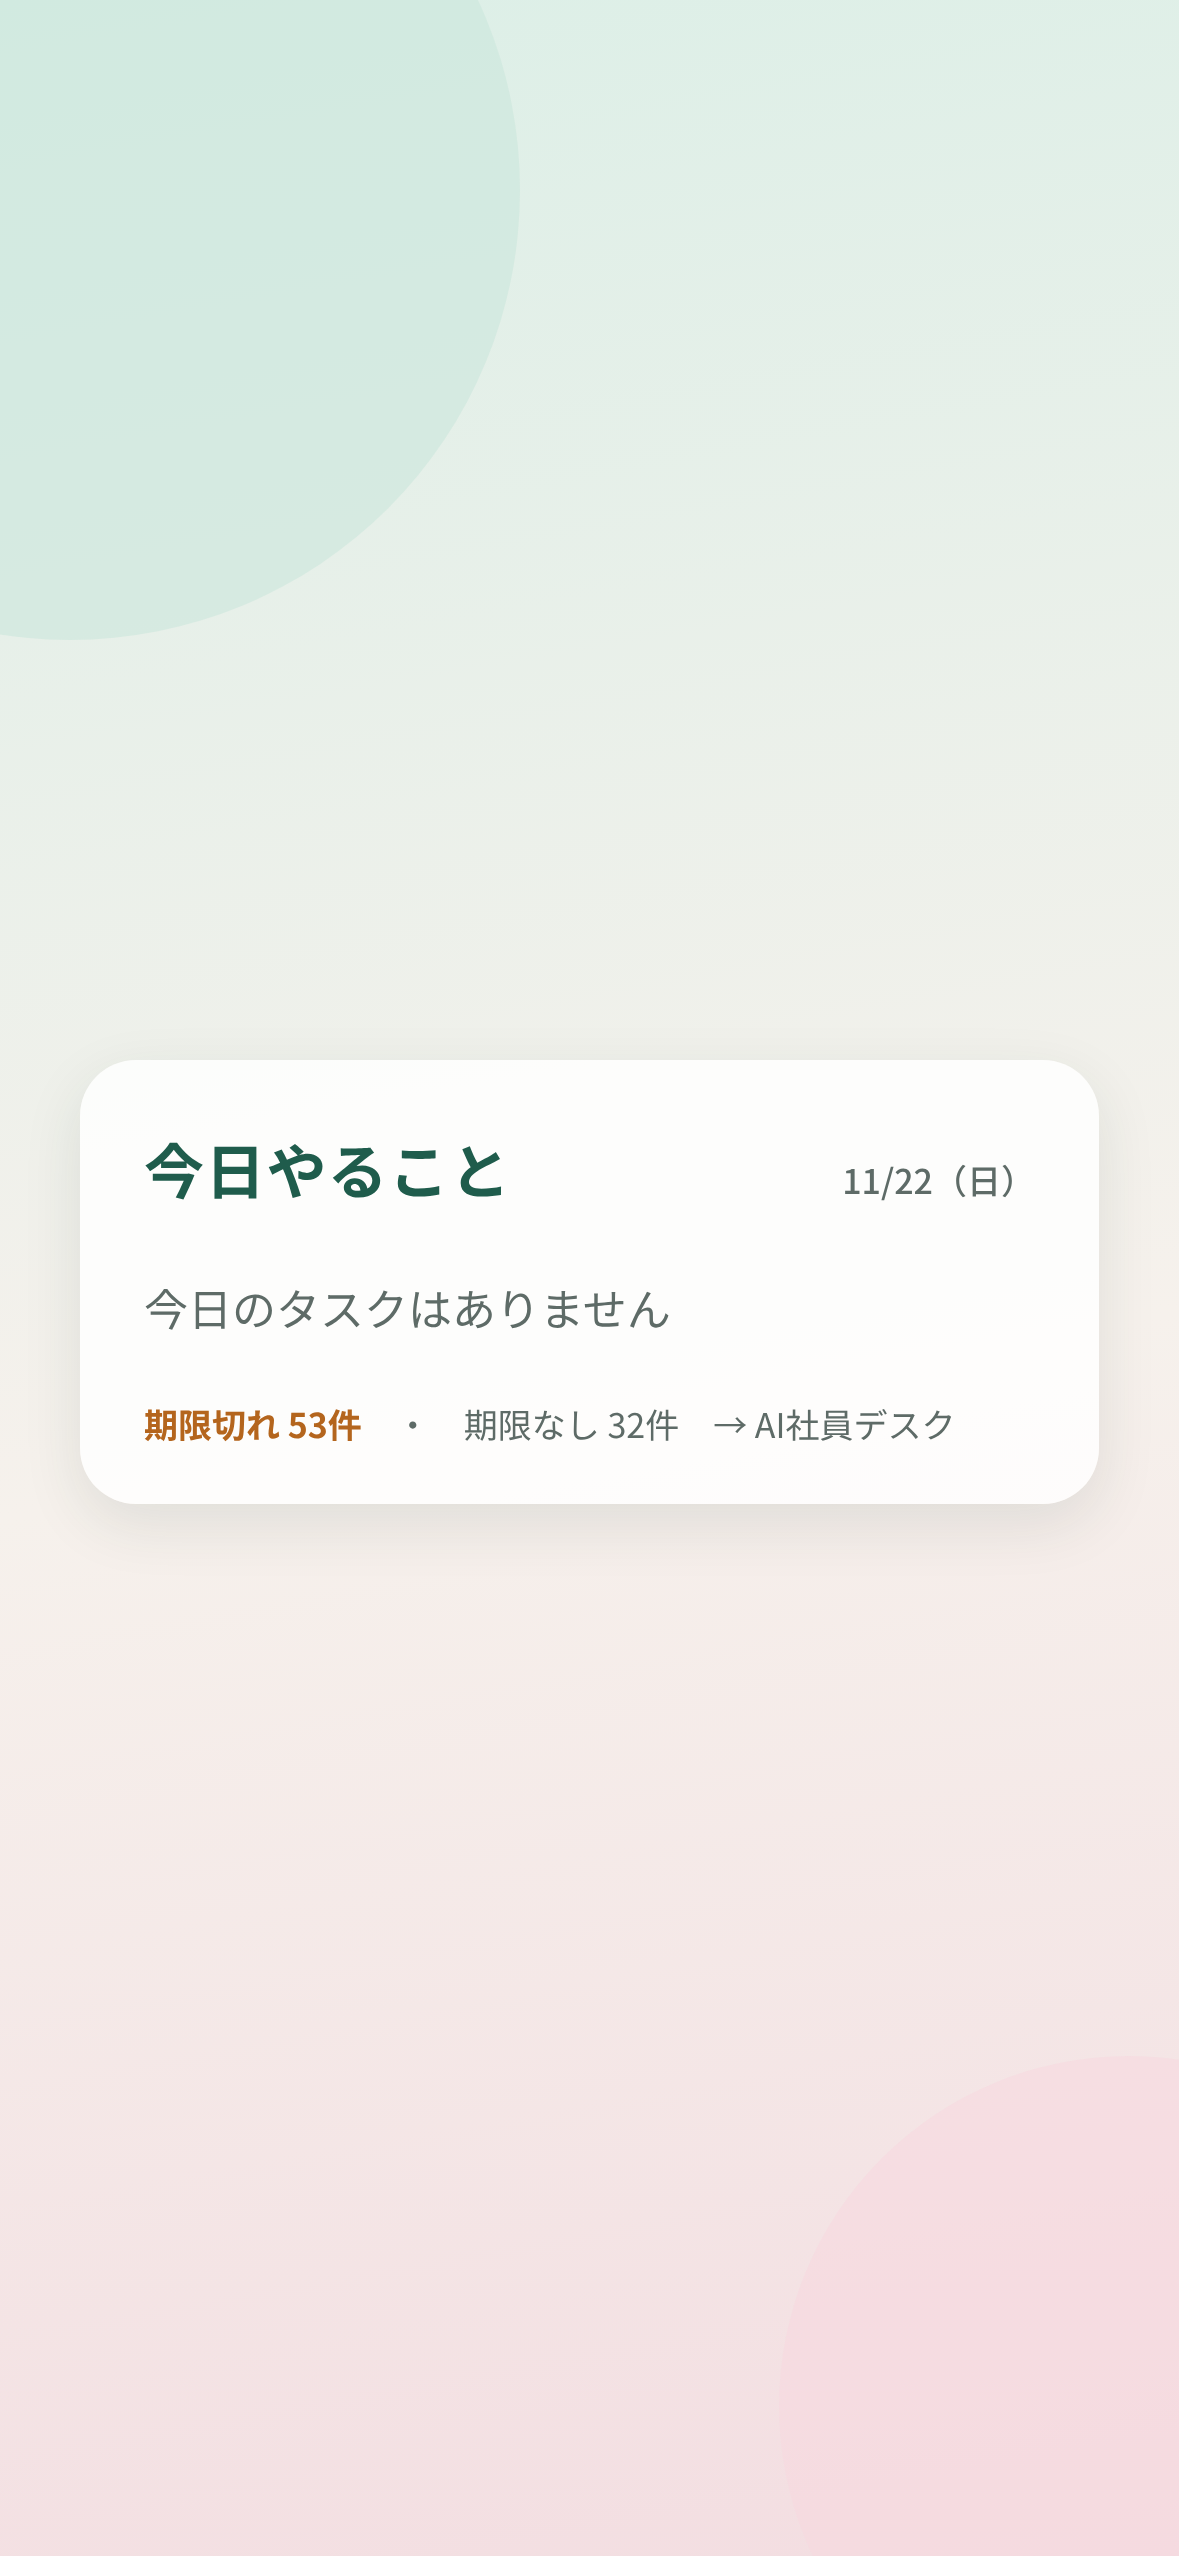 今日やること
11/22（日）
今日のタスクはありません
期限切れ 53件　・　期限なし 32件　→ AI社員デスク